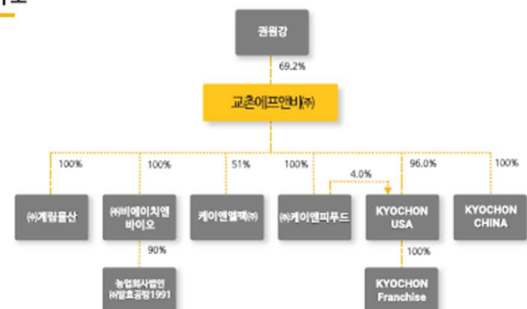 권원강
69.2%
교촌에프앤비㈜
100%
100%
51%
100%
4.0%
96.0%
100%
㈜계림물산
㈜비에이치앤
바이오
케이앤엘팩㈜
㈜케이앤피푸드
KYOCHON
USA
KYOCHON
CHINA
90%
100%
농업회사법인
㈜발효공방1991
KYOCHON
Franchise